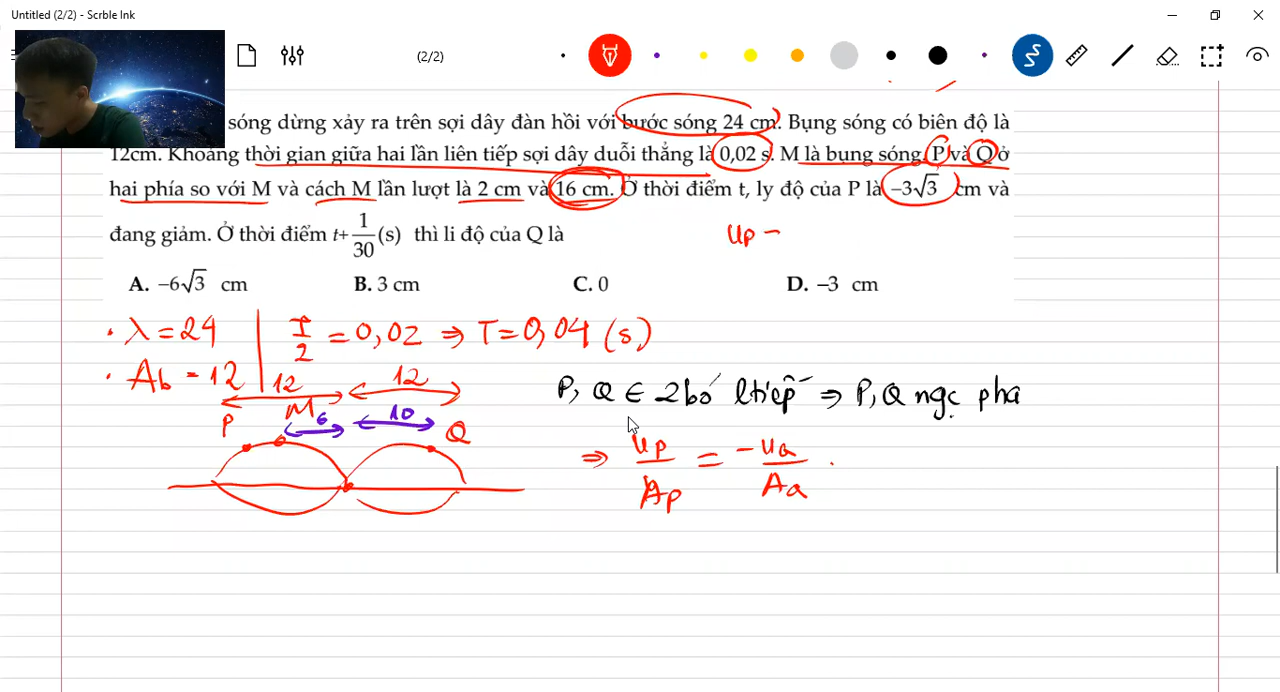 Untitled (2/2) - Scrble Ink
(2/2)
sóng dừng xảy ra trên sợi dây đàn hồi với bước sóng 24 cm. Bụng sóng có biên độ là
12cm. Khoảng thời gian giữa hai lần liên tiếp sợi dây duỗi thẳng là 0,02 s. M là bụng sóng. P và Q ở
hai phía so với M và cách M lần lượt là 2 cm và 16 cm. Ở thời điểm t, ly độ của P là −3√3 cm và
đang giảm. Ở thời điểm t+ 1/30 (s) thì li độ của Q là
up −
A. −6√3 cm B. 3 cm C. 0 D. −3 cm
• λ = 24 | T/2 = 0,02 ⇒ T = 0,04 (s)
• Ab = 12
12 12
P, Q ∈ 2 bó ltiếp ⇒ P, Q ngc pha
P M 6 10 Q
⇒ up/Ap = −uQ/AQ .